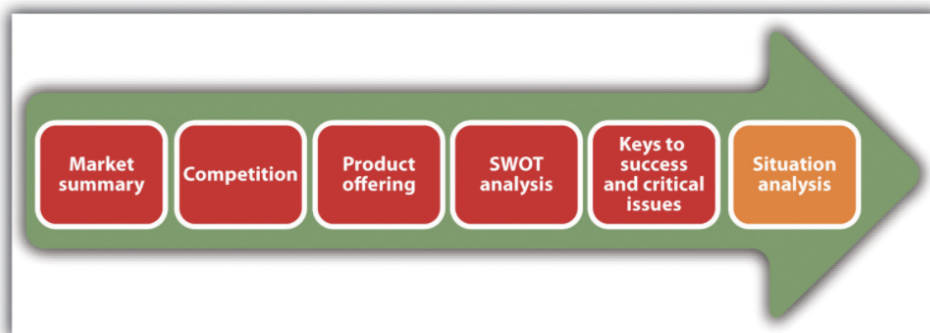 Market
summary
Competition
Product
offering
SWOT
analysis
Keys to
success
and critical
issues
Situation
analysis